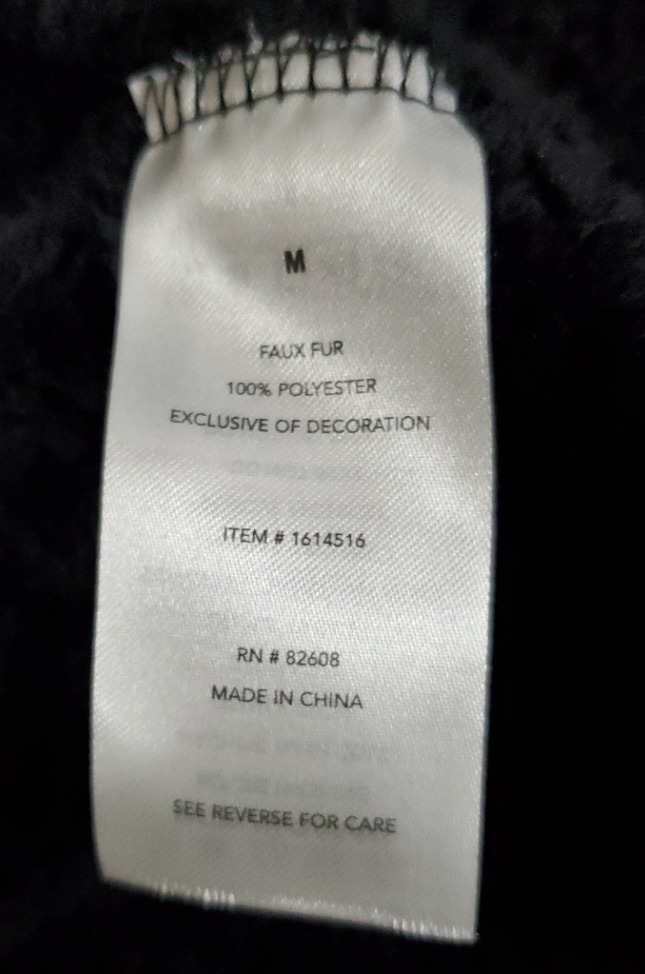 M
FAUX FUR
100% POLYESTER
EXCLUSIVE OF DECORATION
ITEM # 1614516
RN # 82608
MADE IN CHINA
SEE REVERSE FOR CARE